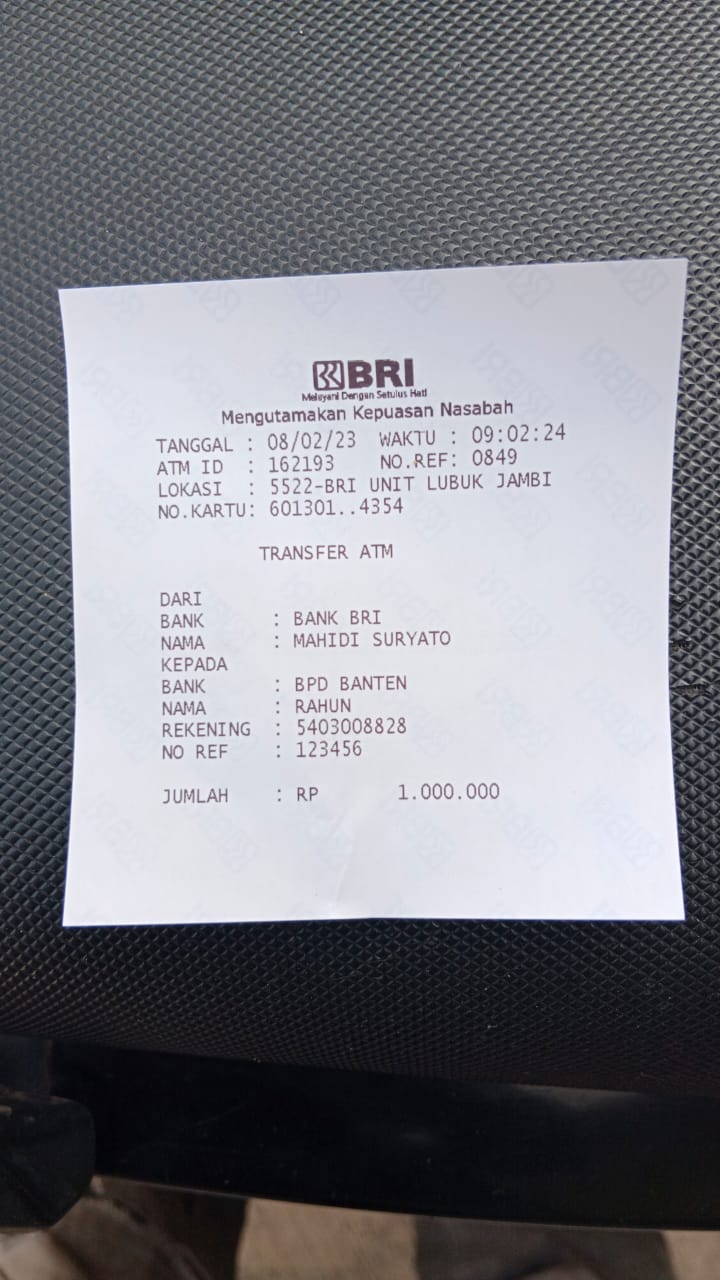 BRI
Melayani Dengan Setulus Hati
Mengutamakan Kepuasan Nasabah
TANGGAL : 08/02/23 WAKTU : 09:02:24
ATM ID : 162193 NO.REF: 0849
LOKASI : 5522-BRI UNIT LUBUK JAMBI
NO.KARTU: 601301..4354
TRANSFER ATM
DARI
BANK : BANK BRI
NAMA : MAHIDI SURYATO
KEPADA
BANK : BPD BANTEN
NAMA : RAHUN
REKENING : 5403008828
NO REF : 123456
JUMLAH : RP 1.000.000